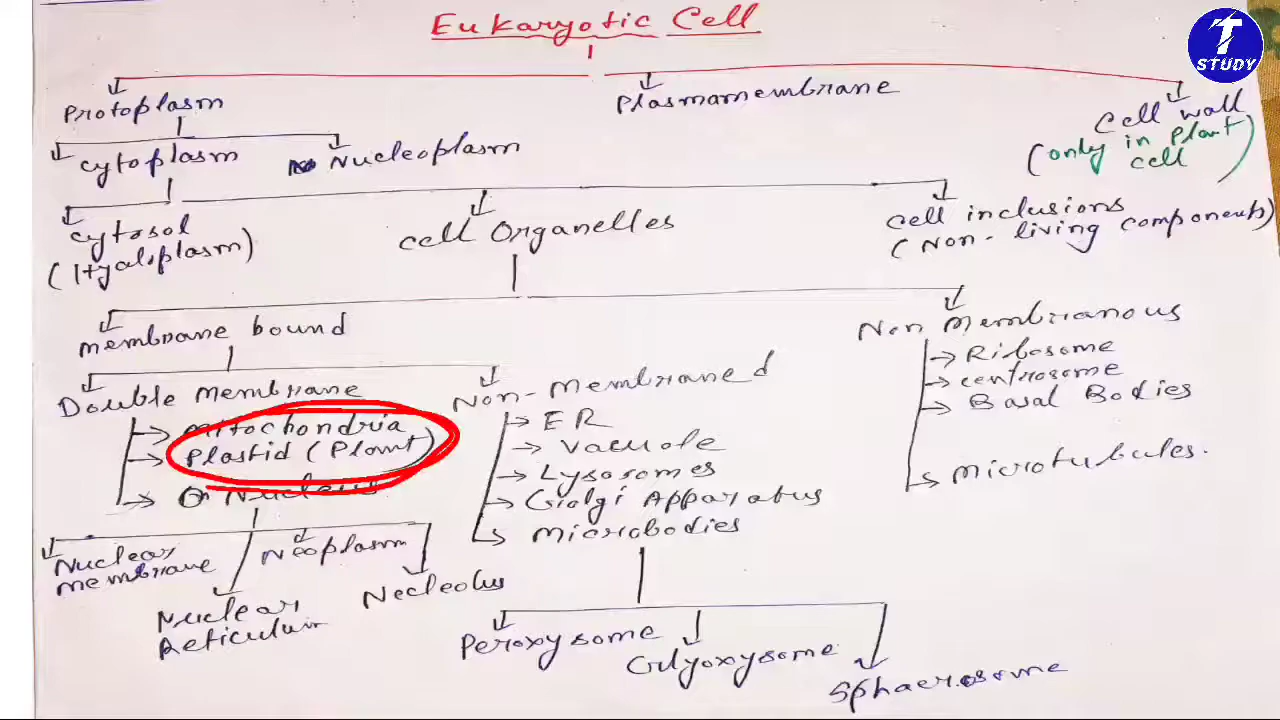 Eukaryotic Cell
T
STUDY
Protoplasm
Plasmamembrane
Cell wall
(only in Plant
cell)
Cytoplasm
Nucleoplasm
Cytosol
(Hyaloplasm)
Cell Organelles
Cell inclusions
(Non-living components)
Membrane bound
Non Membranous
Double Membrane
Non-Membraned
→ Ribosome
→ Centrosome
→ Basal Bodies
→ Microtubules.
→ Mitochondria
→ Plastid (Plant)
→ Nucleus
→ ER
→ Vacuole
→ Lysosomes
→ Golgi Apparatus
→ Microbodies
Nuclear
membrane
Neoplasm
Necleolus
Nuclear
Reticulum
Peroxysome
Glyoxysome
Sphaerosome